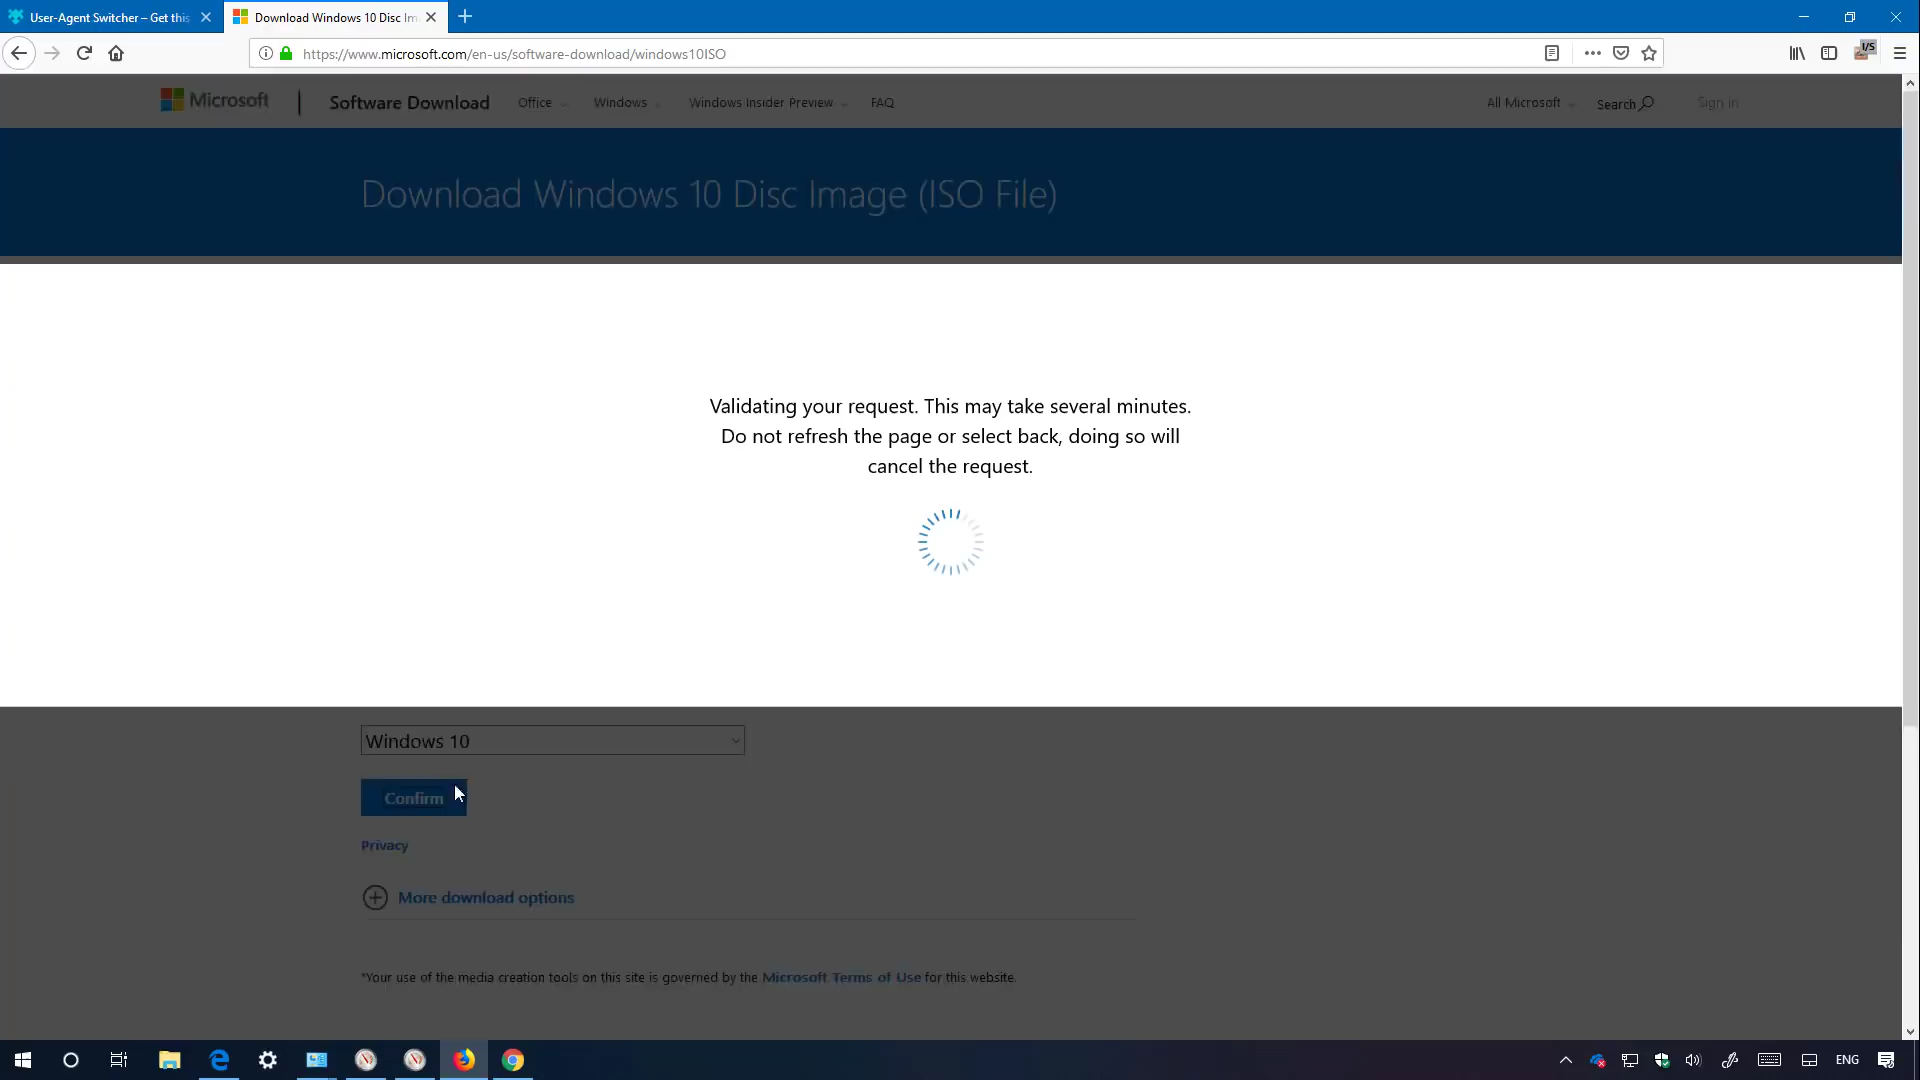 User-Agent Switcher – Get this
Download Windows 10 Disc Im
https://www.microsoft.com/en-us/software-download/windows10ISO
I/S
Microsoft
Software Download
Office
Windows
Windows Insider Preview
FAQ
All Microsoft
Search
Sign in
Download Windows 10 Disc Image (ISO File)
Validating your request. This may take several minutes.
Do not refresh the page or select back, doing so will
cancel the request.
Windows 10
Confirm
Privacy
More download options
*Your use of the media creation tools on this site is governed by the Microsoft Terms of Use for this website.
ENG